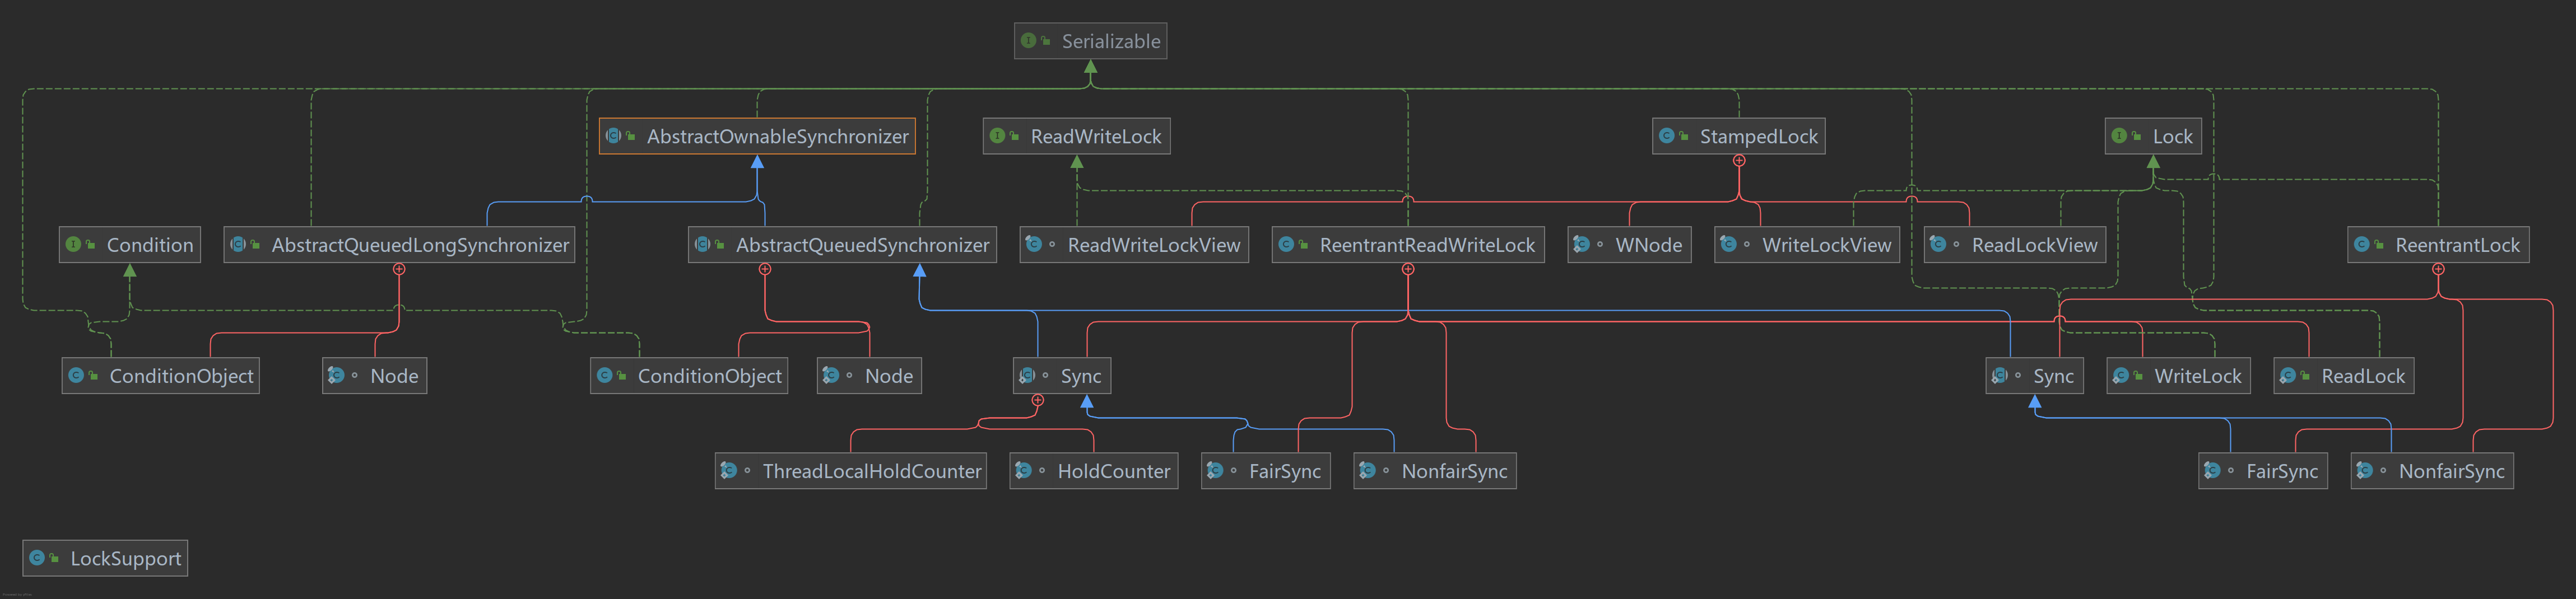 Serializable
AbstractOwnableSynchronizer
ReadWriteLock
StampedLock
Lock
Condition
AbstractQueuedLongSynchronizer
AbstractQueuedSynchronizer
ReadWriteLockView
ReentrantReadWriteLock
WNode
WriteLockView
ReadLockView
ReentrantLock
ConditionObject
Node
ConditionObject
Node
Sync
Sync
WriteLock
ReadLock
ThreadLocalHoldCounter
HoldCounter
FairSync
NonfairSync
FairSync
NonfairSync
LockSupport